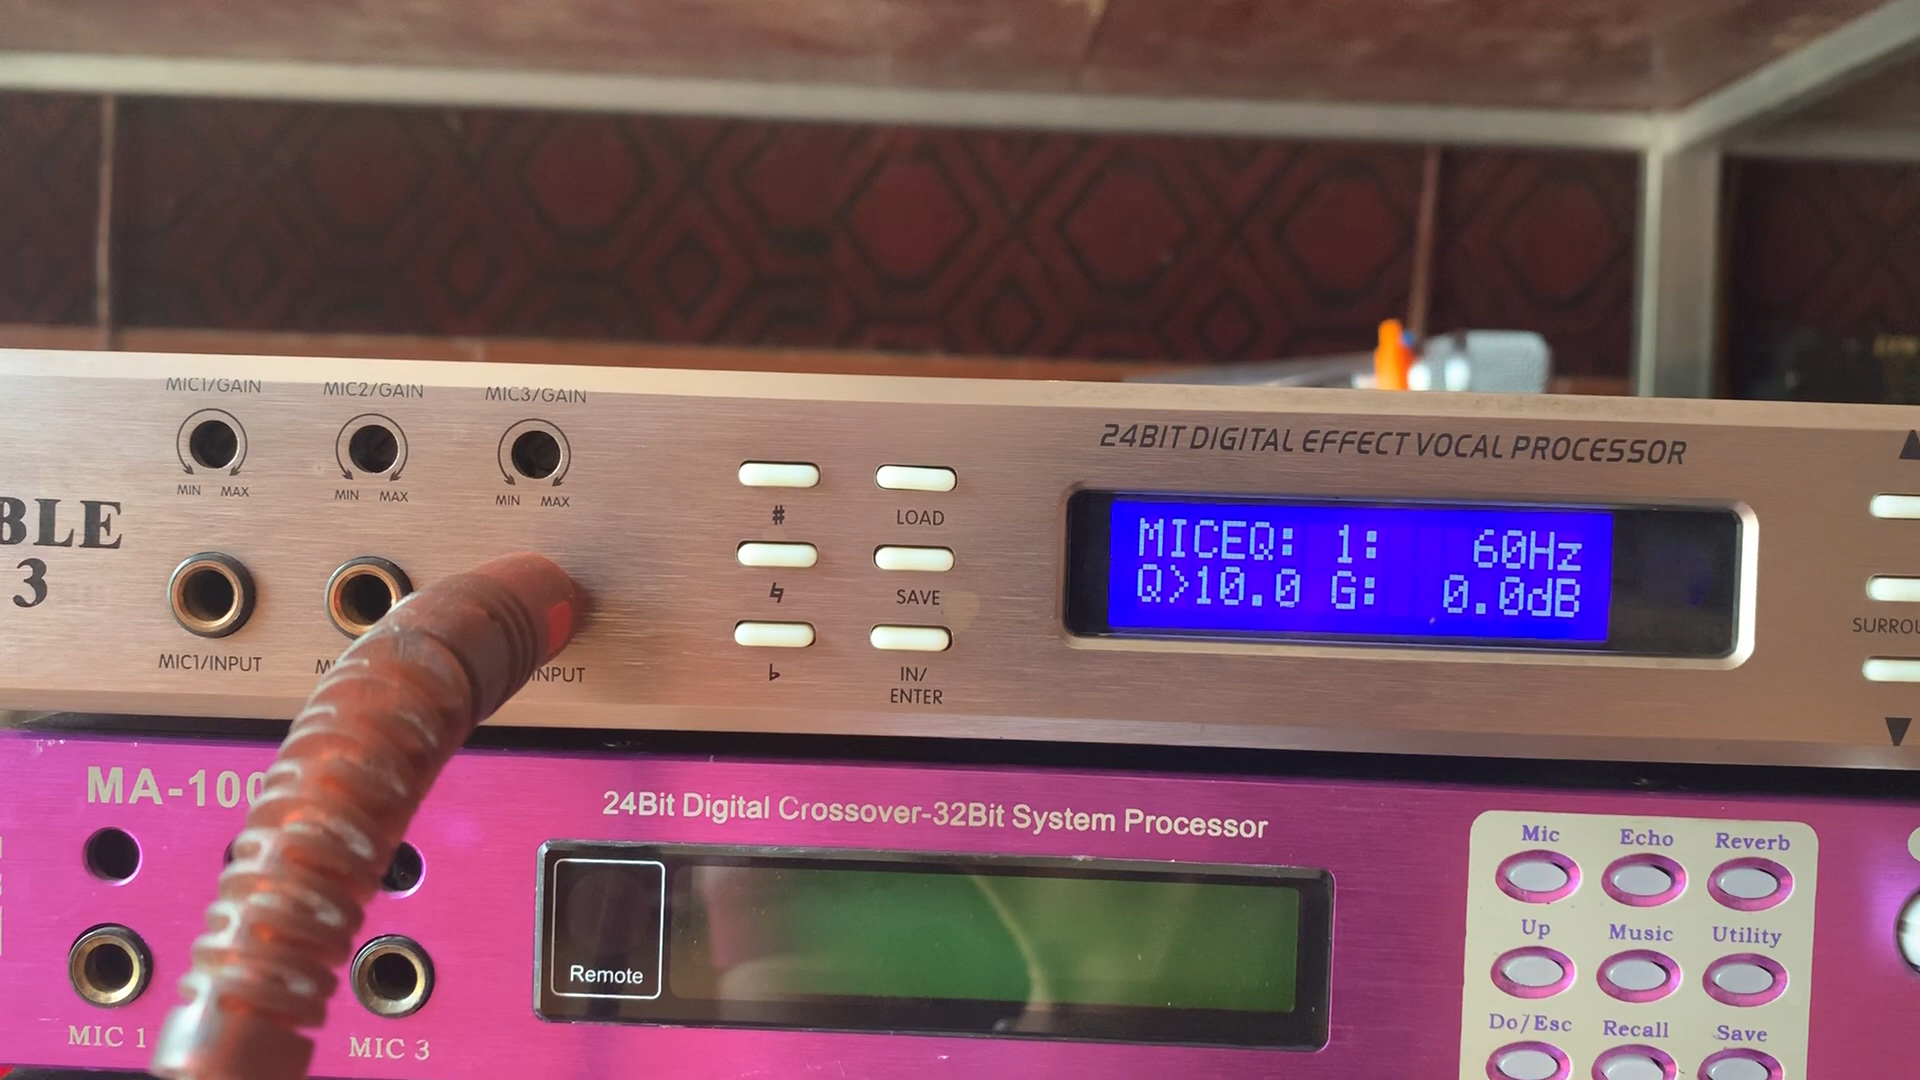 MIC1/GAIN
MIC2/GAIN
MIC3/GAIN
MIN MAX
MIN MAX
MIN MAX
BLE
3
MIC1/INPUT
INPUT
#
LOAD
♮
SAVE
♭
IN/
ENTER
24BIT DIGITAL EFFECT VOCAL PROCESSOR
MICEQ: 1: 60Hz
Q>10.0 G: 0.0dB
SURROU
MA-100
24Bit Digital Crossover-32Bit System Processor
Remote
MIC 1
MIC 3
Mic Echo Reverb
Up Music Utility
Do/Esc Recall Save